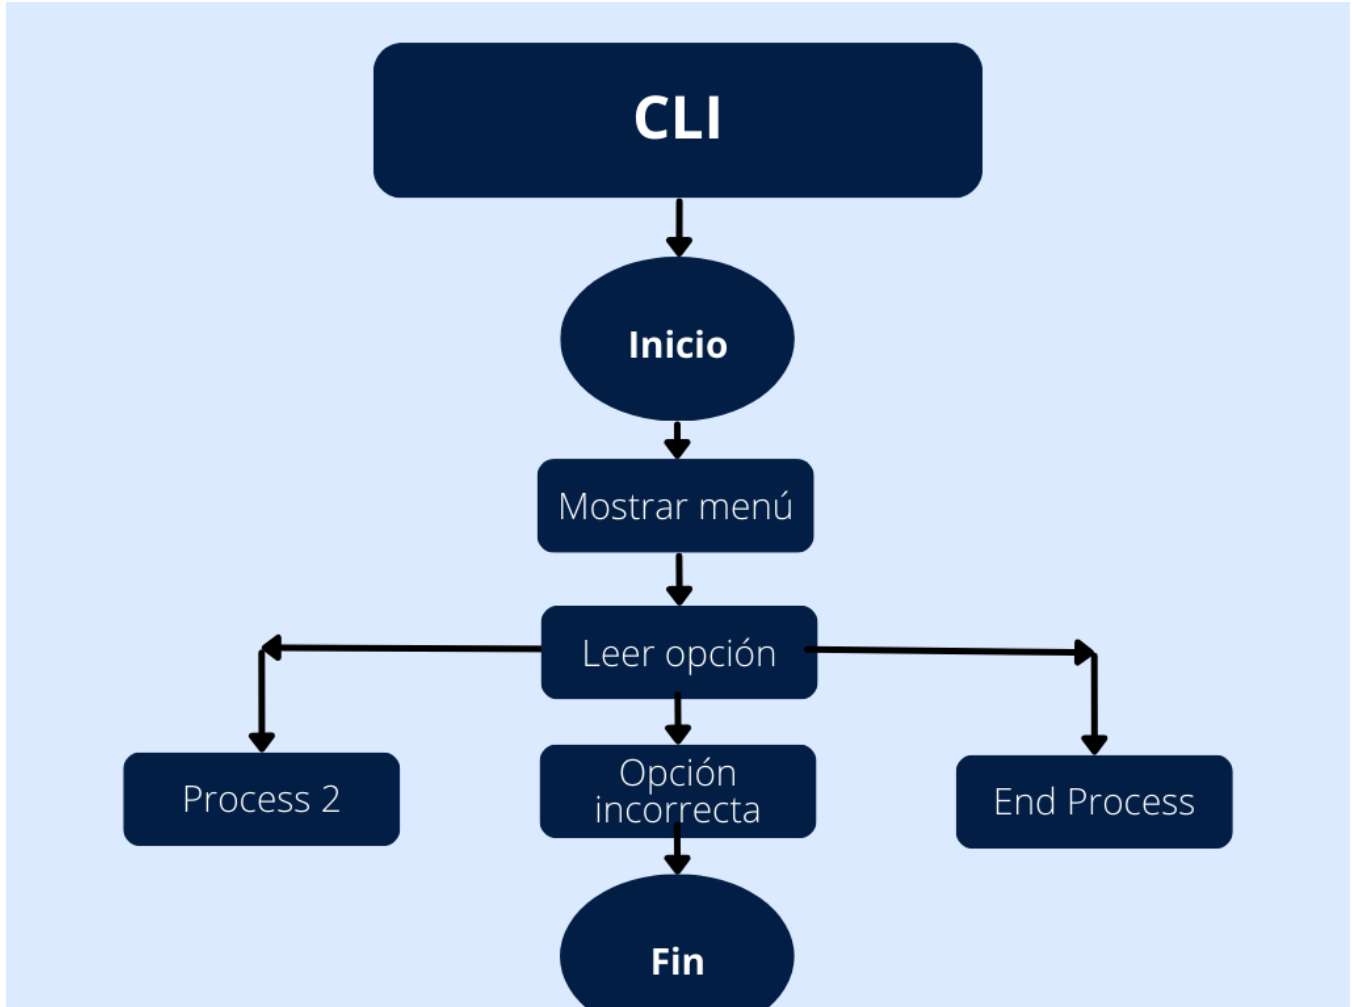 CLI
Inicio
Mostrar menú
Leer opción
Process 2
Opción
incorrecta
End Process
Fin